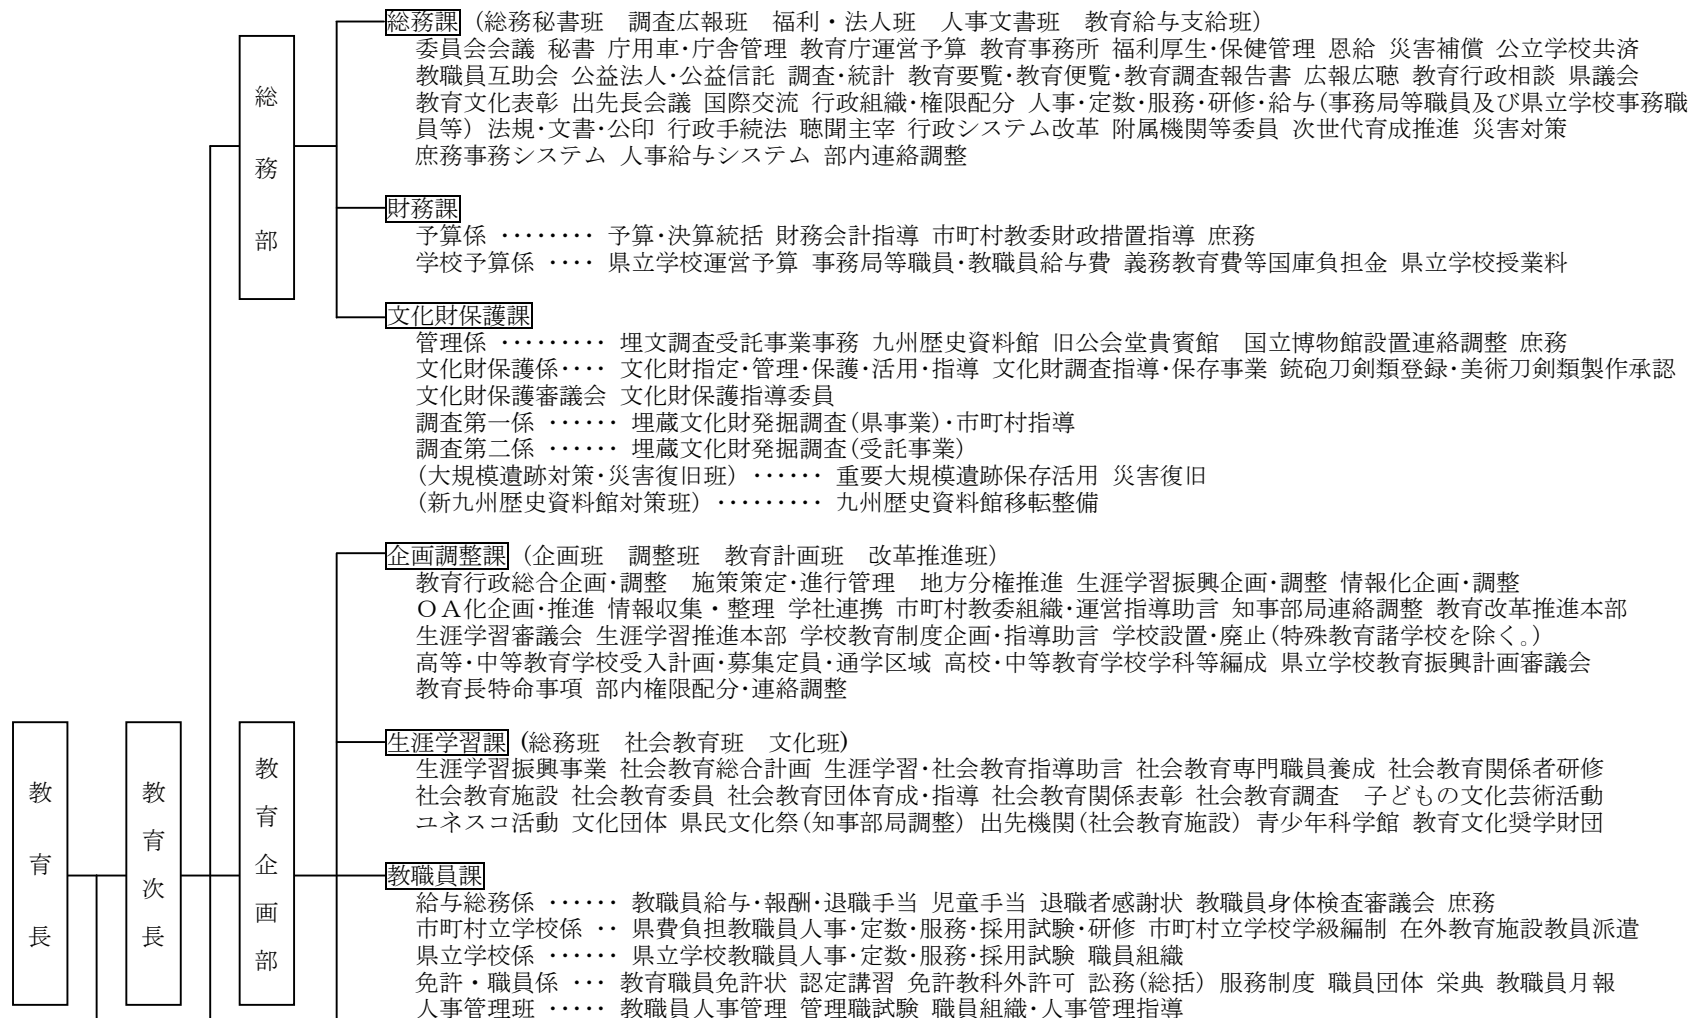 総務課 (総務秘書班 調査広報班 福利・法人班 人事文書班 教育給与支給班)
委員会会議 秘書 庁用車･庁舎管理 教育庁運営予算 教育事務所 福利厚生･保健管理 恩給 災害補償 公立学校共済
教職員互助会 公益法人･公益信託 調査･統計 教育要覧･教育便覧･教育調査報告書 広報広聴 教育行政相談 県議会
教育文化表彰 出先長会議 国際交流 行政組織･権限配分 人事･定数･服務･研修･給与(事務局等職員及び県立学校事務職
員等) 法規･文書･公印 行政手続法 聴聞主宰 行政システム改革 附属機関等委員 次世代育成推進 災害対策
庶務事務システム 人事給与システム 部内連絡調整
総務部
財務課
予算係 ････････ 予算･決算統括 財務会計指導 市町村教委財政措置指導 庶務
学校予算係 ････ 県立学校運営予算 事務局等職員･教職員給与費 義務教育費等国庫負担金 県立学校授業料
文化財保護課
管理係 ･････････ 埋文調査受託事業事務 九州歴史資料館 旧公会堂貴賓館 国立博物館設置連絡調整 庶務
文化財保護係････ 文化財指定･管理･保護･活用･指導 文化財調査指導･保存事業 銃砲刀剣類登録･美術刀剣類製作承認
文化財保護審議会 文化財保護指導委員
調査第一係 ･･････ 埋蔵文化財発掘調査(県事業)･市町村指導
調査第二係 ･･････ 埋蔵文化財発掘調査(受託事業)
(大規模遺跡対策･災害復旧班) ･･････ 重要大規模遺跡保存活用 災害復旧
(新九州歴史資料館対策班) ･････････ 九州歴史資料館移転整備
企画調整課 (企画班 調整班 教育計画班 改革推進班)
教育行政総合企画･調整 施策策定･進行管理 地方分権推進 生涯学習振興企画･調整 情報化企画･調整
ＯＡ化企画･推進 情報収集・整理 学社連携 市町村教委組織･運営指導助言 知事部局連絡調整 教育改革推進本部
生涯学習審議会 生涯学習推進本部 学校教育制度企画･指導助言 学校設置･廃止(特殊教育諸学校を除く｡)
高等･中等教育学校受入計画･募集定員･通学区域 高校･中等教育学校学科等編成 県立学校教育振興計画審議会
教育長特命事項 部内権限配分･連絡調整
生涯学習課 (総務班 社会教育班 文化班)
生涯学習振興事業 社会教育総合計画 生涯学習･社会教育指導助言 社会教育専門職員養成 社会教育関係者研修
社会教育施設 社会教育委員 社会教育団体育成･指導 社会教育関係表彰 社会教育調査 子どもの文化芸術活動
ユネスコ活動 文化団体 県民文化祭(知事部局調整) 出先機関(社会教育施設) 青少年科学館 教育文化奨学財団
教育長
教育次長
教育企画部
教職員課
給与総務係 ･･････ 教職員給与･報酬･退職手当 児童手当 退職者感謝状 教職員身体検査審議会 庶務
市町村立学校係 ･･ 県費負担教職員人事･定数･服務･採用試験･研修 市町村立学校学級編制 在外教育施設教員派遣
県立学校係 ･･････ 県立学校教職員人事･定数･服務･採用試験 職員組織
免許・職員係 ･･･ 教育職員免許状 認定講習 免許教科外許可 訟務(総括) 服務制度 職員団体 栄典 教職員月報
人事管理班 ･････ 教職員人事管理 管理職試験 職員組織･人事管理指導